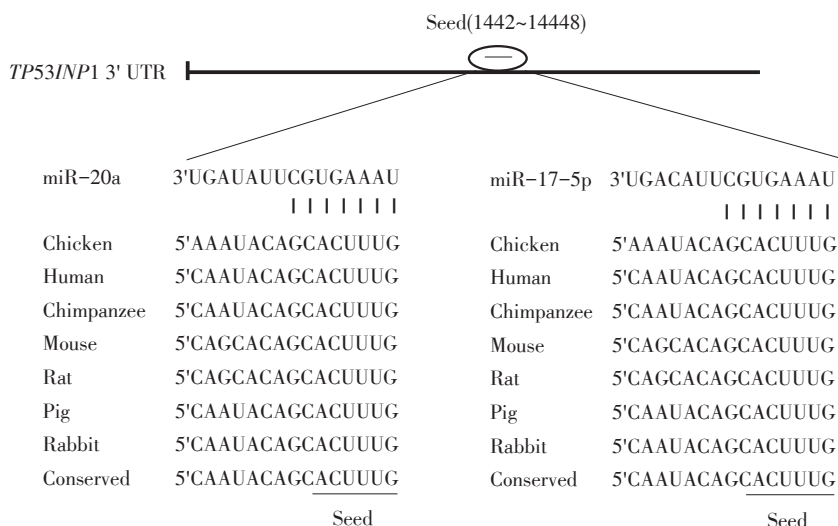 Seed(1442~14448)
TP53INP1 3' UTR
miR-20a 3'UGAUAUUCGUGAAAU
Chicken 5'AAAUACAGCACUUUG
Human 5'CAAUACAGCACUUUG
Chimpanzee 5'CAAUACAGCACUUUG
Mouse 5'CAGCACAGCACUUUG
Rat 5'CAGCACAGCACUUUG
Pig 5'CAAUACAGCACUUUG
Rabbit 5'CAAUACAGCACUUUG
Conserved 5'CAAUACAGCACUUUG
Seed
miR-17-5p 3'UGACAUUCGUGAAAU
Chicken 5'AAAUACAGCACUUUG
Human 5'CAAUACAGCACUUUG
Chimpanzee 5'CAAUACAGCACUUUG
Mouse 5'CAGCACAGCACUUUG
Rat 5'CAGCACAGCACUUUG
Pig 5'CAAUACAGCACUUUG
Rabbit 5'CAAUACAGCACUUUG
Conserved 5'CAAUACAGCACUUUG
Seed